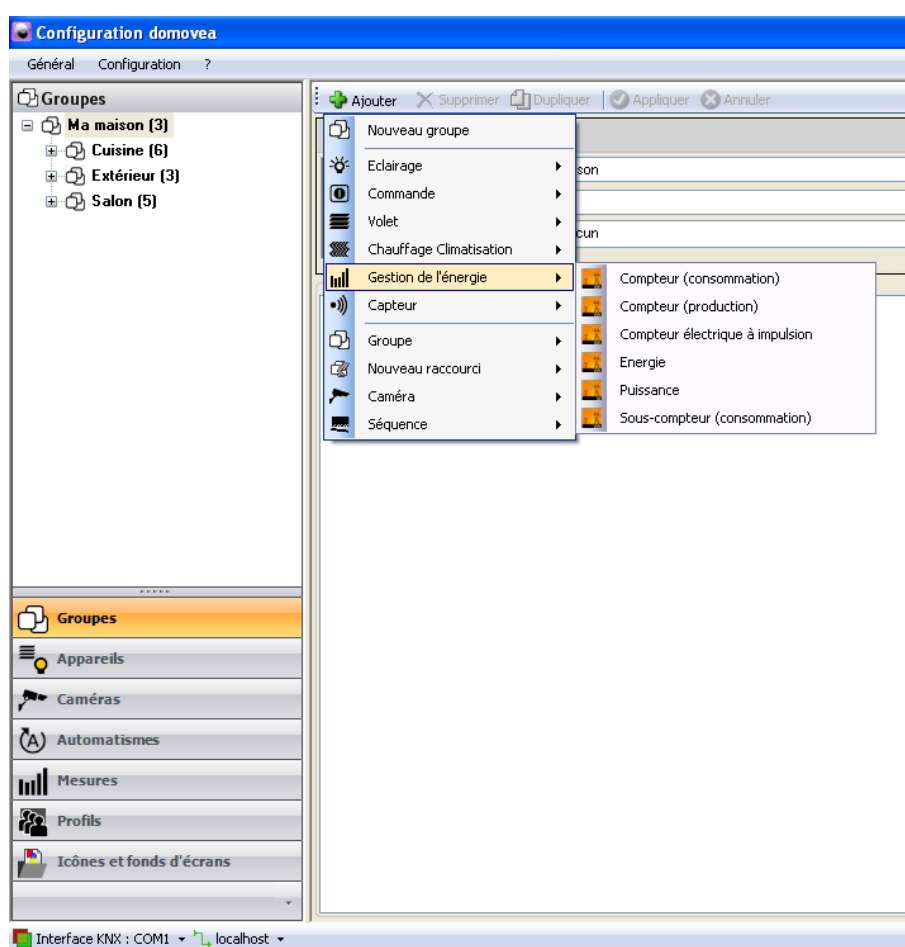 Configuration domovea
Général Configuration ?
Groupes
Ma maison (3)
Cuisine (6)
Extérieur (3)
Salon (5)
Ajouter Supprimer Dupliquer Appliquer Annuler
Nouveau groupe
Eclairage
Commande
Volet
Chauffage Climatisation
Gestion de l'énergie
Capteur
Groupe
Nouveau raccourci
Caméra
Séquence
son
cun
Compteur (consommation)
Compteur (production)
Compteur électrique à impulsion
Energie
Puissance
Sous-compteur (consommation)
Groupes
Appareils
Caméras
Automatismes
Mesures
Profils
Icônes et fonds d'écrans
Interface KNX : COM1 localhost